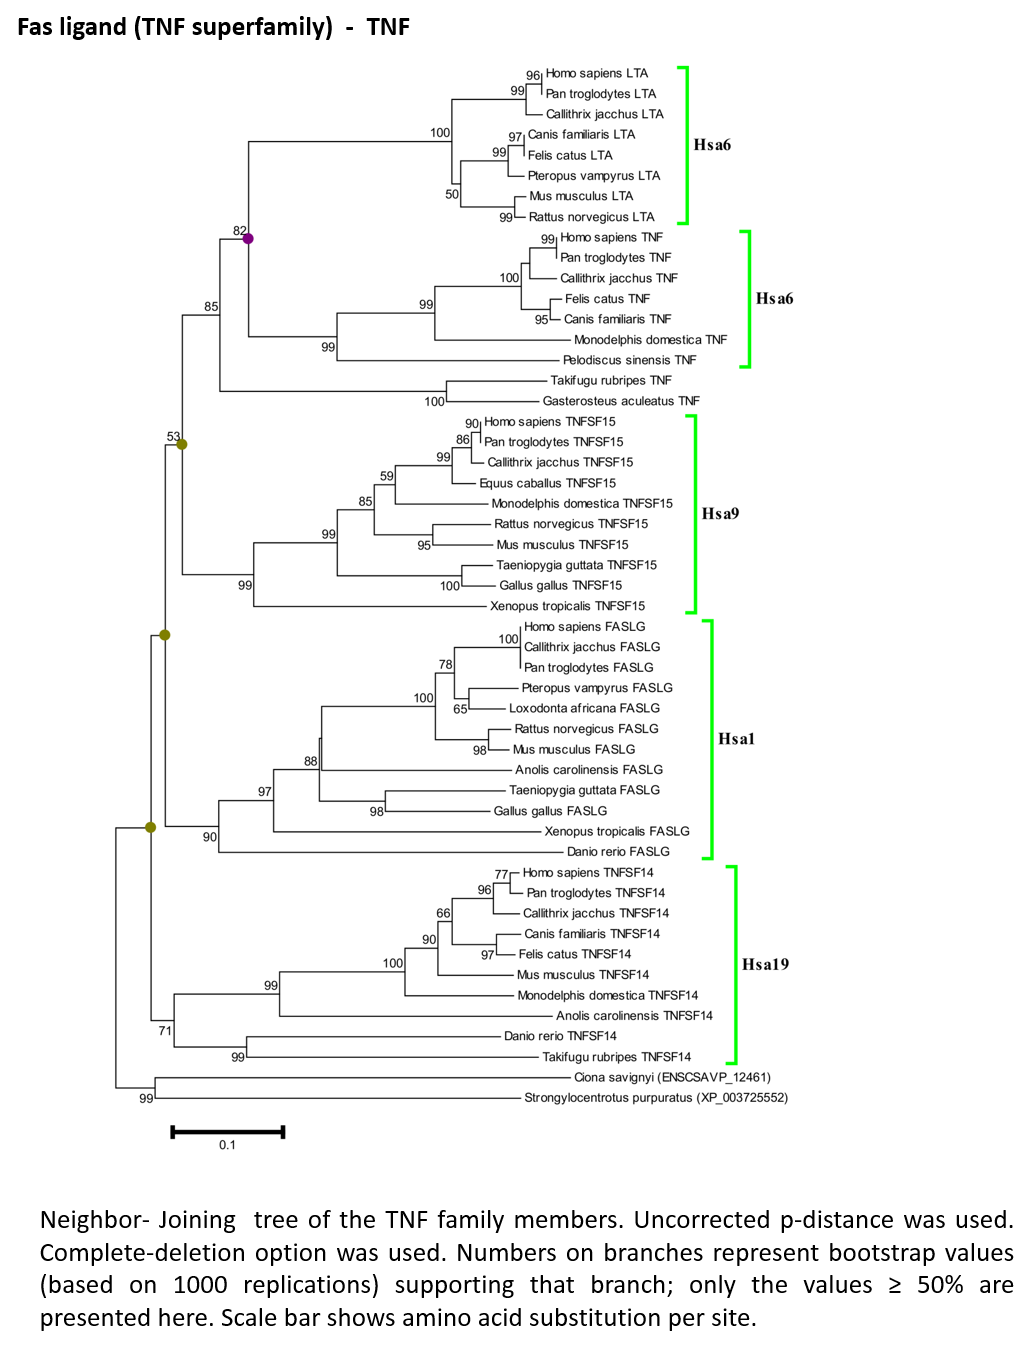 Fas ligand (TNF superfamily) - TNF
96
Homo sapiens LTA
99
Pan troglodytes LTA
Callithrix jacchus LTA
100
97
Canis familiaris LTA
Hsa6
99
Felis catus LTA
Pteropus vampyrus LTA
50
Mus musculus LTA
99
Rattus norvegicus LTA
82
99
Homo sapiens TNF
Pan troglodytes TNF
100
Callithrix jacchus TNF
99
Felis catus TNF
Hsa6
85
95
Canis familiaris TNF
99
Monodelphis domestica TNF
Pelodiscus sinensis TNF
Takifugu rubripes TNF
100
Gasterosteus aculeatus TNF
53
90
Homo sapiens TNFSF15
86
Pan troglodytes TNFSF15
99
Callithrix jacchus TNFSF15
59
Equus caballus TNFSF15
85
Monodelphis domestica TNFSF15
Hsa9
99
Rattus norvegicus TNFSF15
95
Mus musculus TNFSF15
Taeniopygia guttata TNFSF15
99
100
Gallus gallus TNFSF15
Xenopus tropicalis TNFSF15
Homo sapiens FASLG
100
Callithrix jacchus FASLG
78
Pan troglodytes FASLG
100
Pteropus vampyrus FASLG
65
Loxodonta africana FASLG
Rattus norvegicus FASLG
Hsa1
98
Mus musculus FASLG
88
Anolis carolinensis FASLG
97
Taeniopygia guttata FASLG
98
Gallus gallus FASLG
90
Xenopus tropicalis FASLG
Danio rerio FASLG
77
Homo sapiens TNFSF14
96
Pan troglodytes TNFSF14
66
Callithrix jacchus TNFSF14
90
Canis familiaris TNFSF14
97
Felis catus TNFSF14
Hsa19
100
Mus musculus TNFSF14
99
Monodelphis domestica TNFSF14
Anolis carolinensis TNFSF14
71
Danio rerio TNFSF14
99
Takifugu rubripes TNFSF14
Ciona savignyi (ENSCSAVP_12461)
99
Strongylocentrotus purpuratus (XP_003725552)
0.1
Neighbor- Joining tree of the TNF family members. Uncorrected p-distance was used.
Complete-deletion option was used. Numbers on branches represent bootstrap values
(based on 1000 replications) supporting that branch; only the values ≥ 50% are
presented here. Scale bar shows amino acid substitution per site.